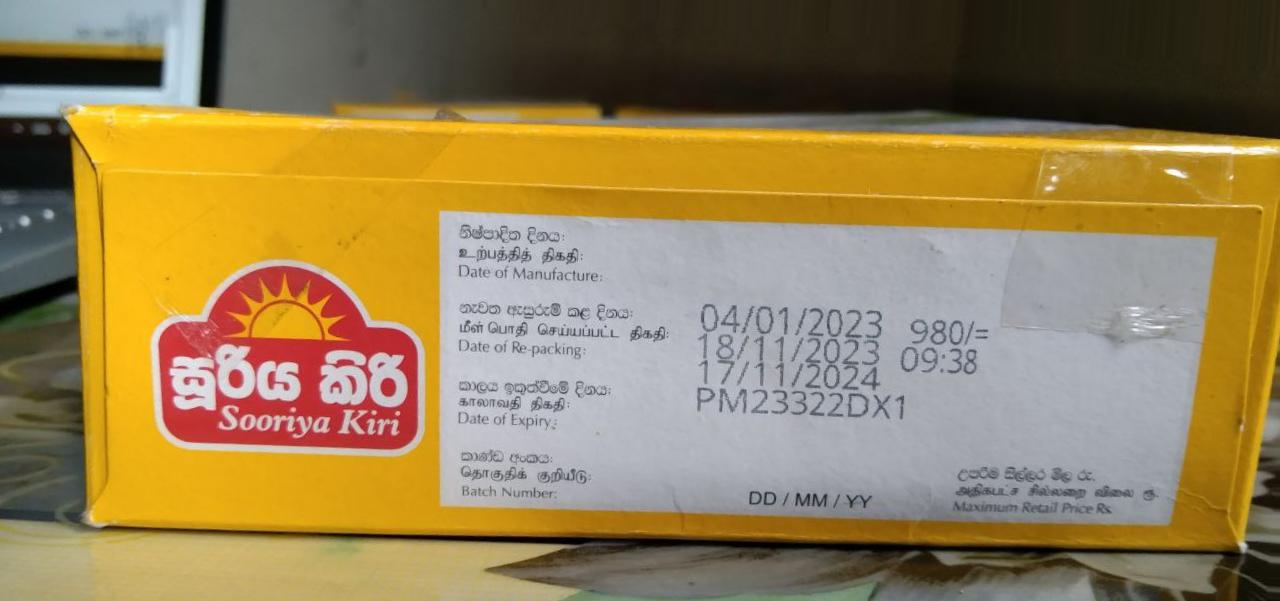 සූරිය කිරි
Sooriya Kiri
නිෂ්පාදිත දිනය:
உற்பத்தித் திகதி:
Date of Manufacture:
නැවත ඇසුරුම් කළ දිනය:
மீள் பொதி செய்யப்பட்ட திகதி:
Date of Re-packing:
කාලය ඉකුත්වීමේ දිනය:
காலாவதி திகதி:
Date of Expiry:
කාණ්ඩ අංකය:
தொகுதிக் குறியீடு:
Batch Number:
04/01/2023 980/=
18/11/2023 09:38
17/11/2024
PM23322DX1
DD / MM / YY
උපරිම සිල්ලර මිල රු.
அதிகபட்ச சில்லறை விலை ரூ.
Maximum Retail Price Rs.